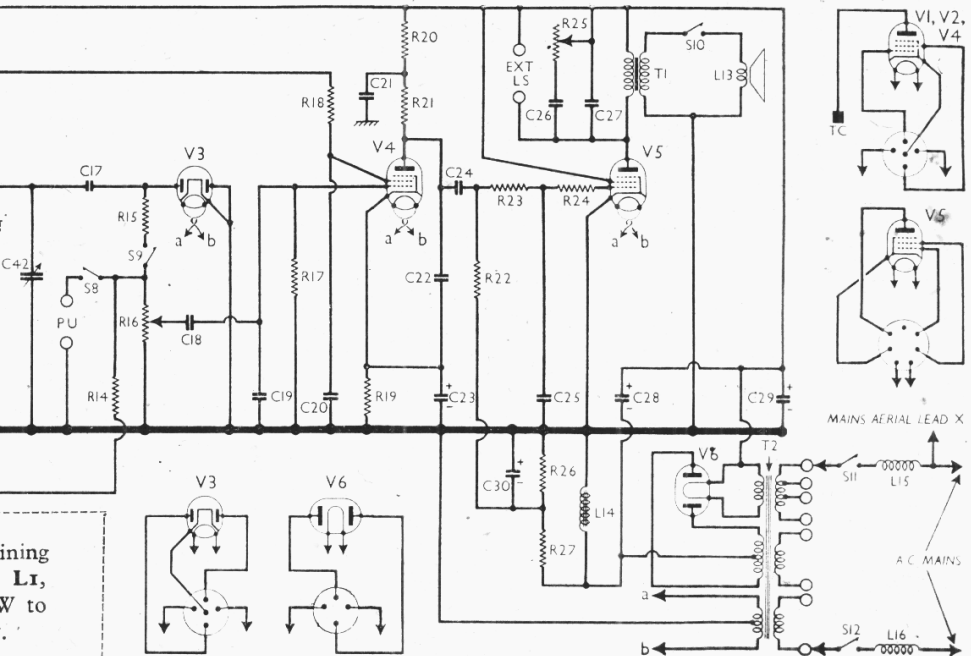 R20
R25
S10
V1, V2,
V4
EXT
LS
T1
L13
C21
R18
R21
C26
C27
TC
V3
V4
V5
C17
C24
R15
a b
R23
R24
a b
a b
V5
C42
S9
S8
R17
C22
R22
PU
R16
C18
R14
C19
C20
R19
+
C23
-
C25
+
C28
-
C29
+
-
MAINS AERIAL LEAD X
V6
T2
V3
V6
C30
+
-
R26
L14
S11
L15
R27
A.C. MAINS
ining
L1,
W to
a
b
S12
L16